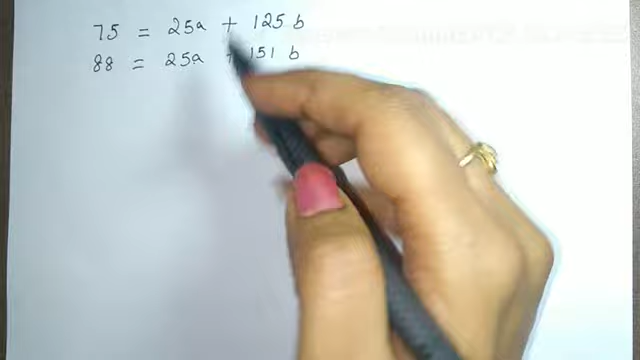 75 = 25a + 125 b
88 = 25a + 151 b